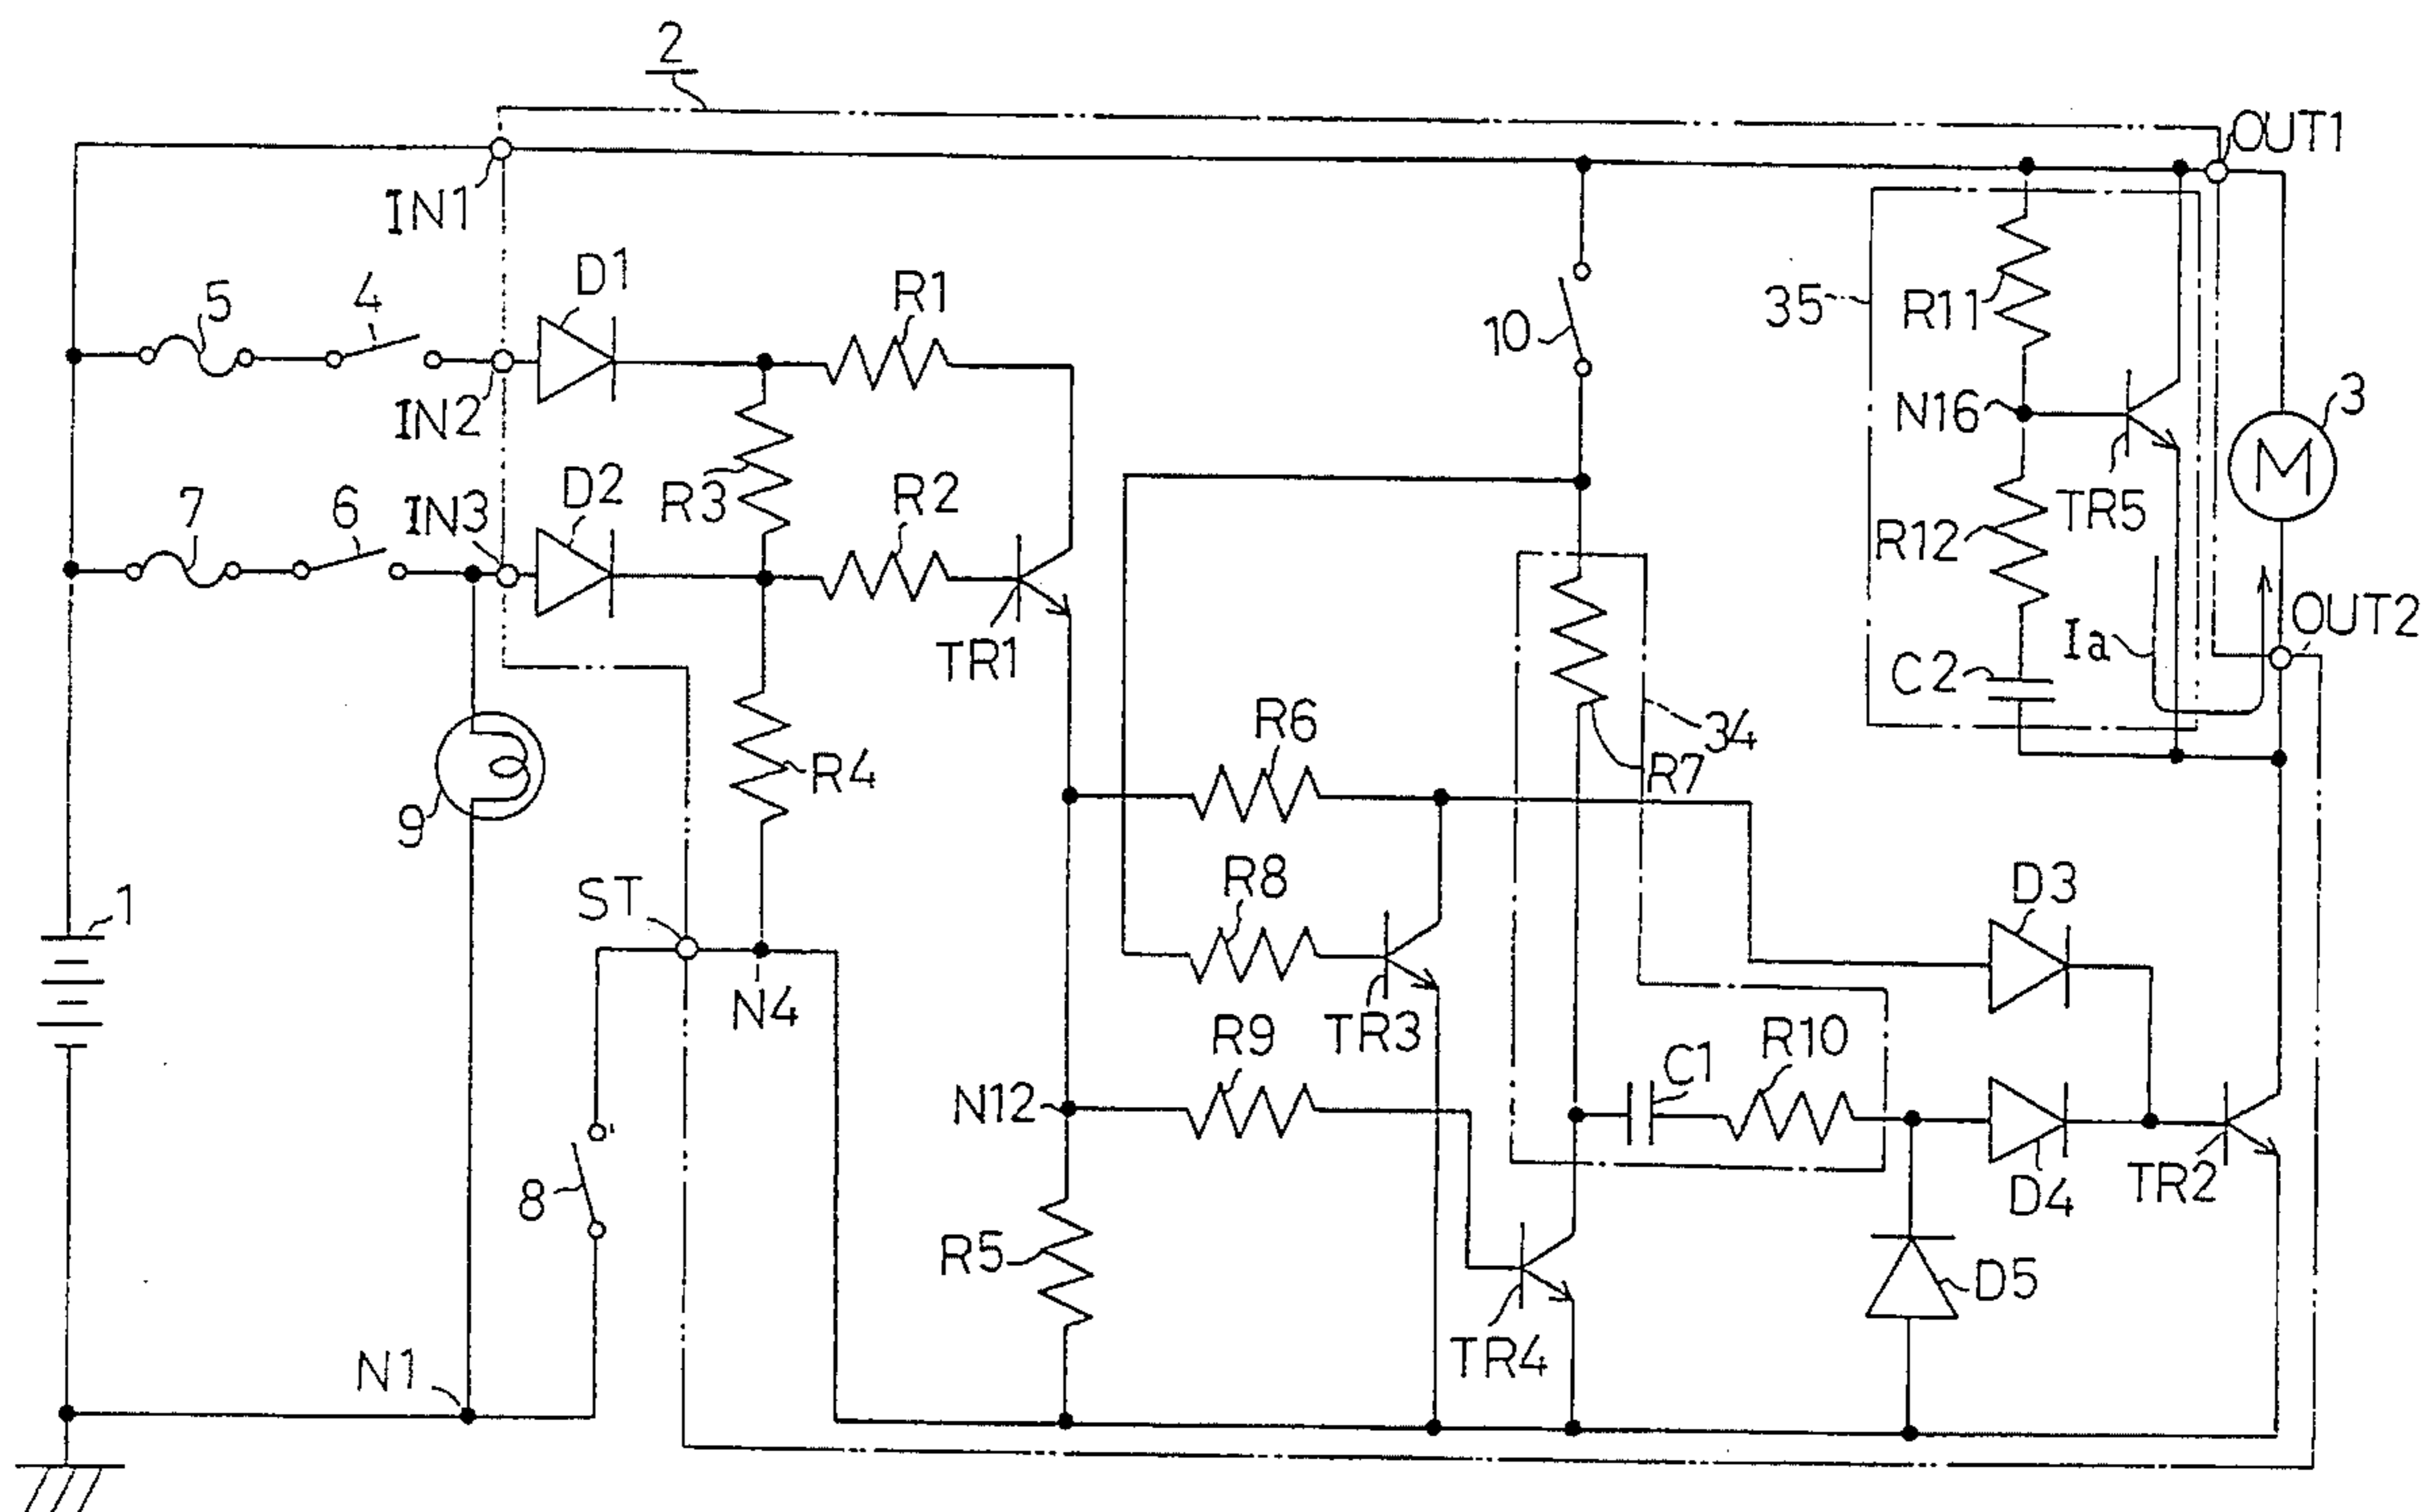 2
OUT1
IN1
D1
R1
5
4
35
R11
10
IN2
N16
3
M
R3
D2
R2
7
6
IN3
TR5
R12
OUT2
TR1
Ia
C2
R6
34
R7
R4
9
R8
D3
1
ST
N4
TR3
R9
C1
R10
N12
8
D4
TR2
R5
D5
TR4
N1